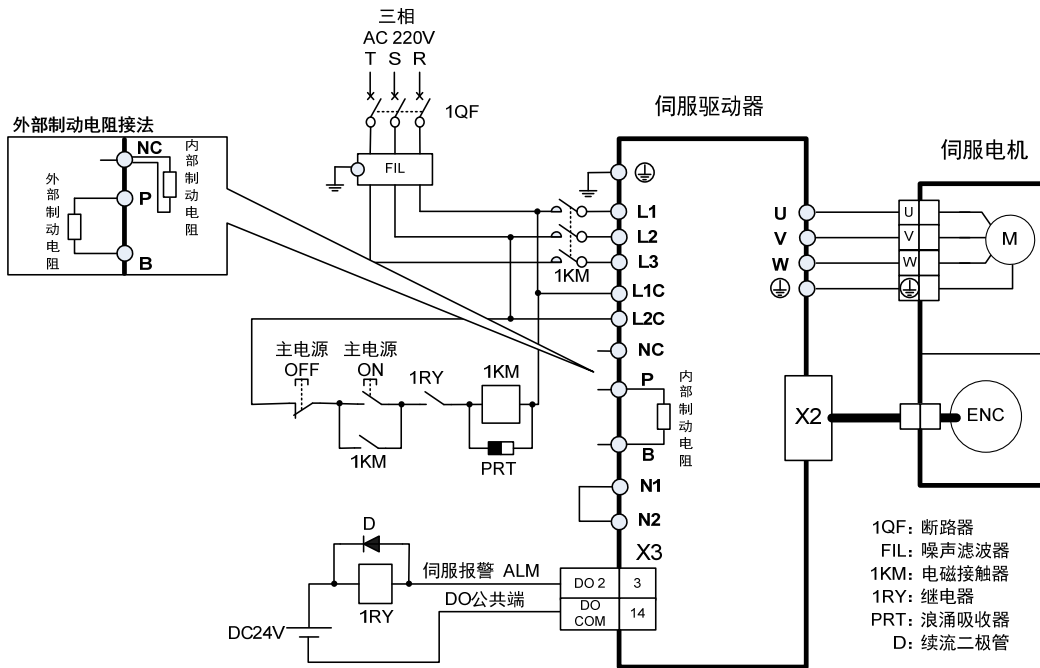 三相
AC 220V
T S R
1QF
伺服驱动器
伺服电机
外部制动电阻接法
NC
内部制动电阻
外部制动电阻
P
B
FIL
L1
L2
L3
1KM
L1C
L2C
NC
P
内部制动电阻
B
N1
N2
X3
U
V
W
U
V
W
M
X2
ENC
主电源
OFF
主电源
ON
1RY
1KM
1KM
PRT
D
1RY
DC24V
伺服报警 ALM
DO公共端
DO 2
3
DO
COM
14
1QF：断路器
FIL：噪声滤波器
1KM：电磁接触器
1RY：继电器
PRT：浪涌吸收器
D：续流二极管